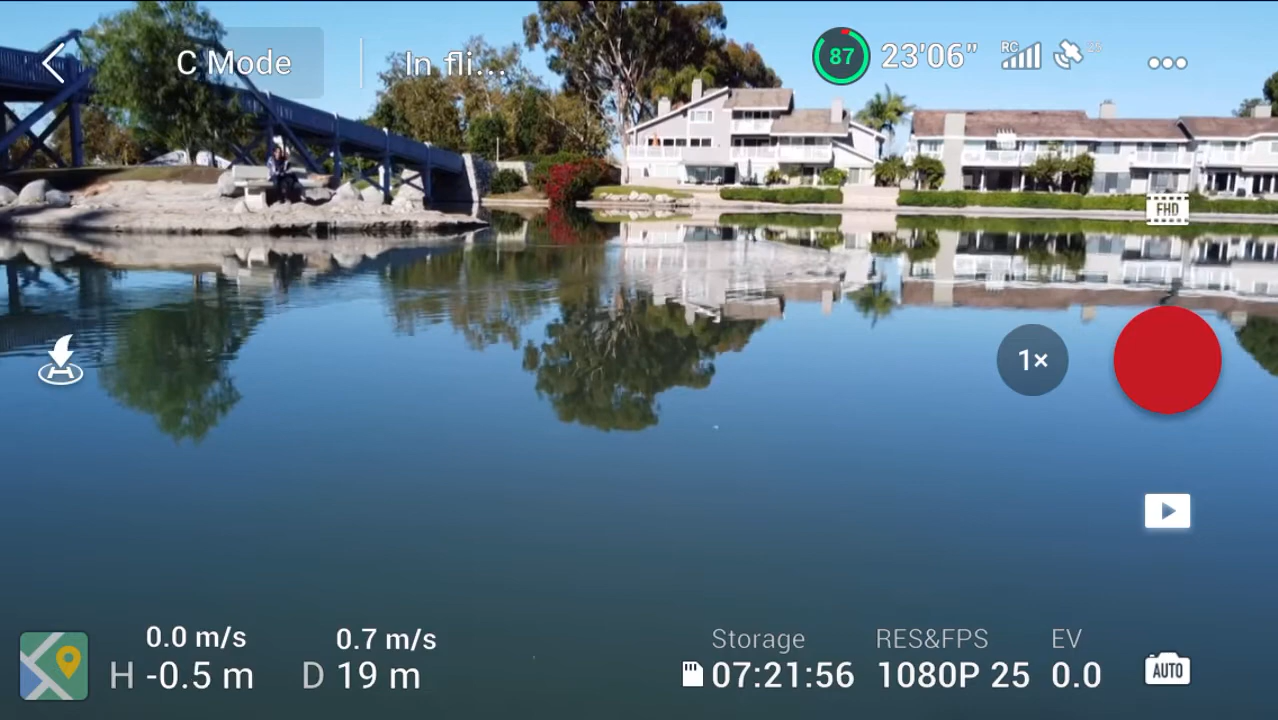 C Mode
In fli...
87
23'06"
RC
25
FHD
1×
0.0 m/s
0.7 m/s
H -0.5 m
D 19 m
Storage
RES&FPS
EV
07:21:56
1080P 25
0.0
AUTO